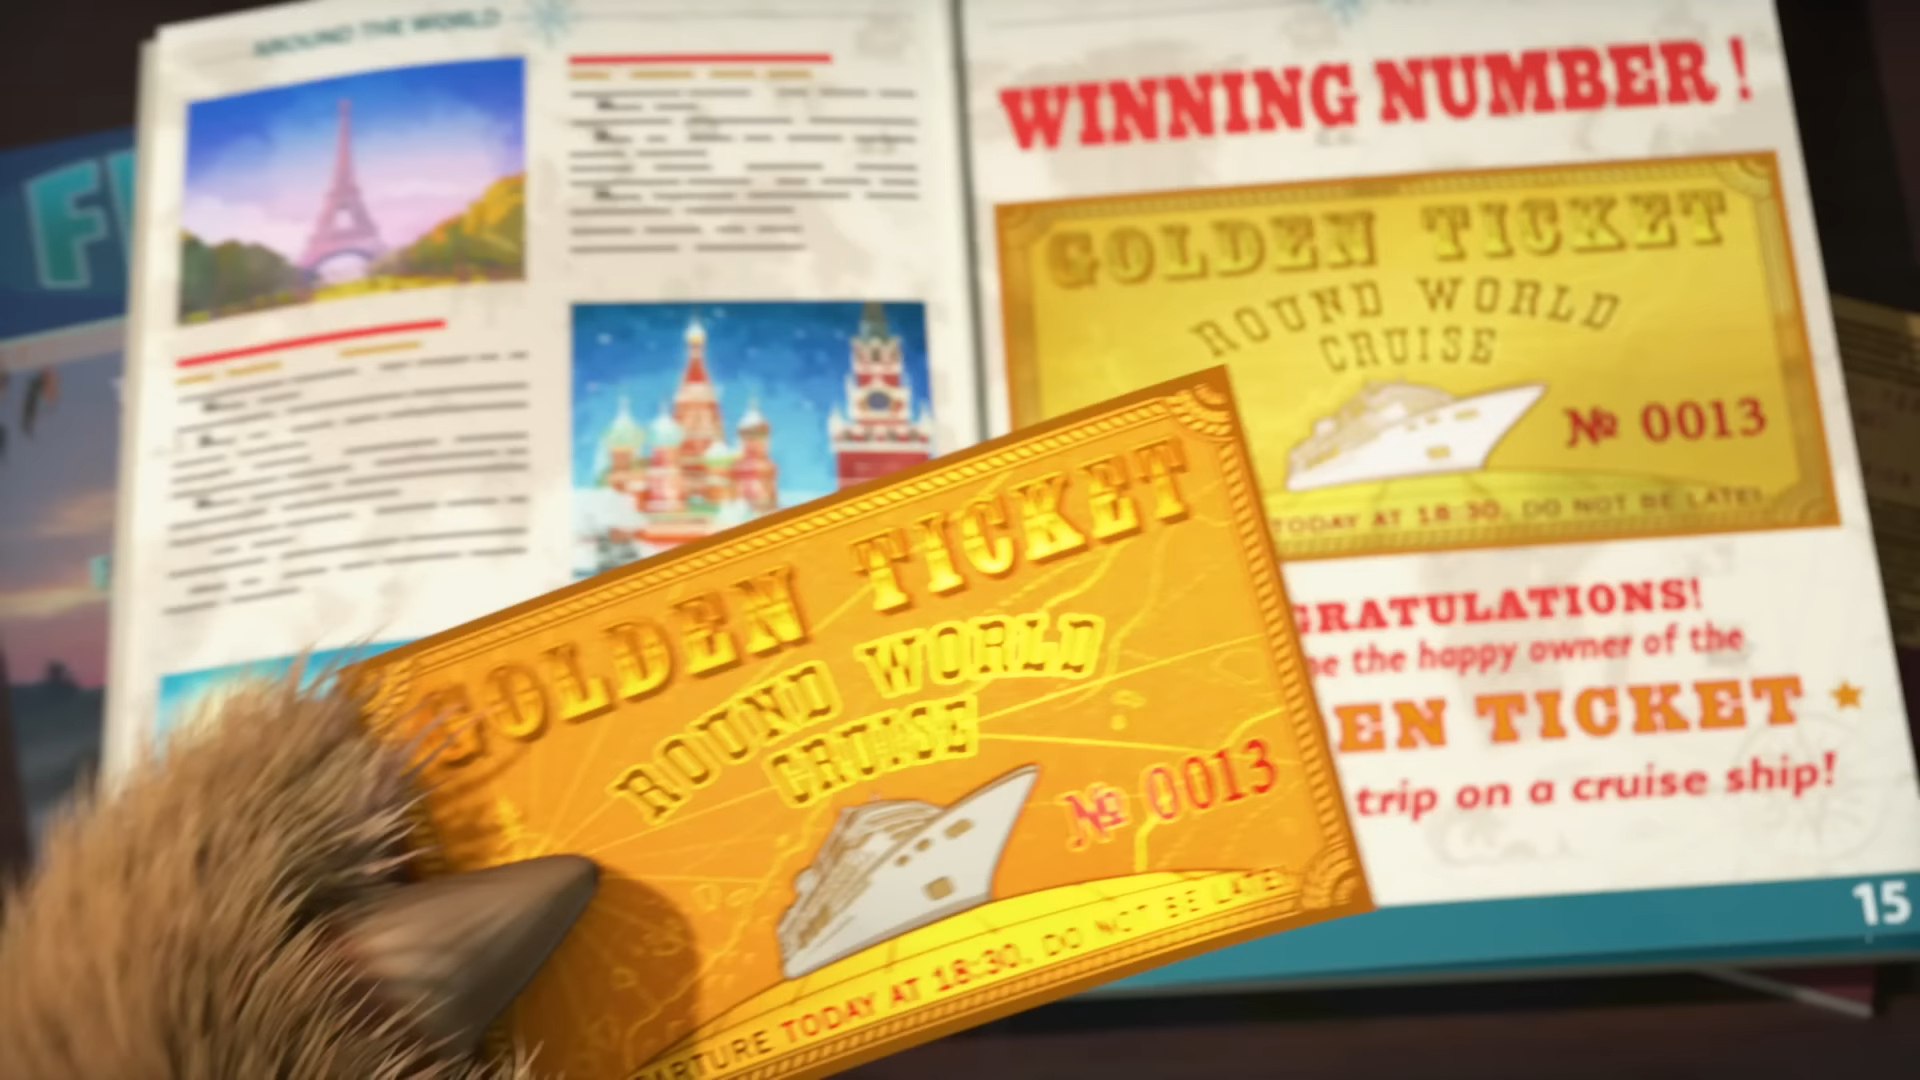 AROUND THE WORLD
WINNING NUMBER!
GOLDEN TICKET
ROUND WORLD
CRUISE
№ 0013
TODAY AT 18:30. DO NOT BE LATE!
GRATULATIONS!
the happy owner of the
EN TICKET
trip on a cruise ship!
15
GOLDEN TICKET
ROUND WORLD
CRUISE
№ 0013
PARTURE TODAY AT 18:30. DO NOT BE LATE!